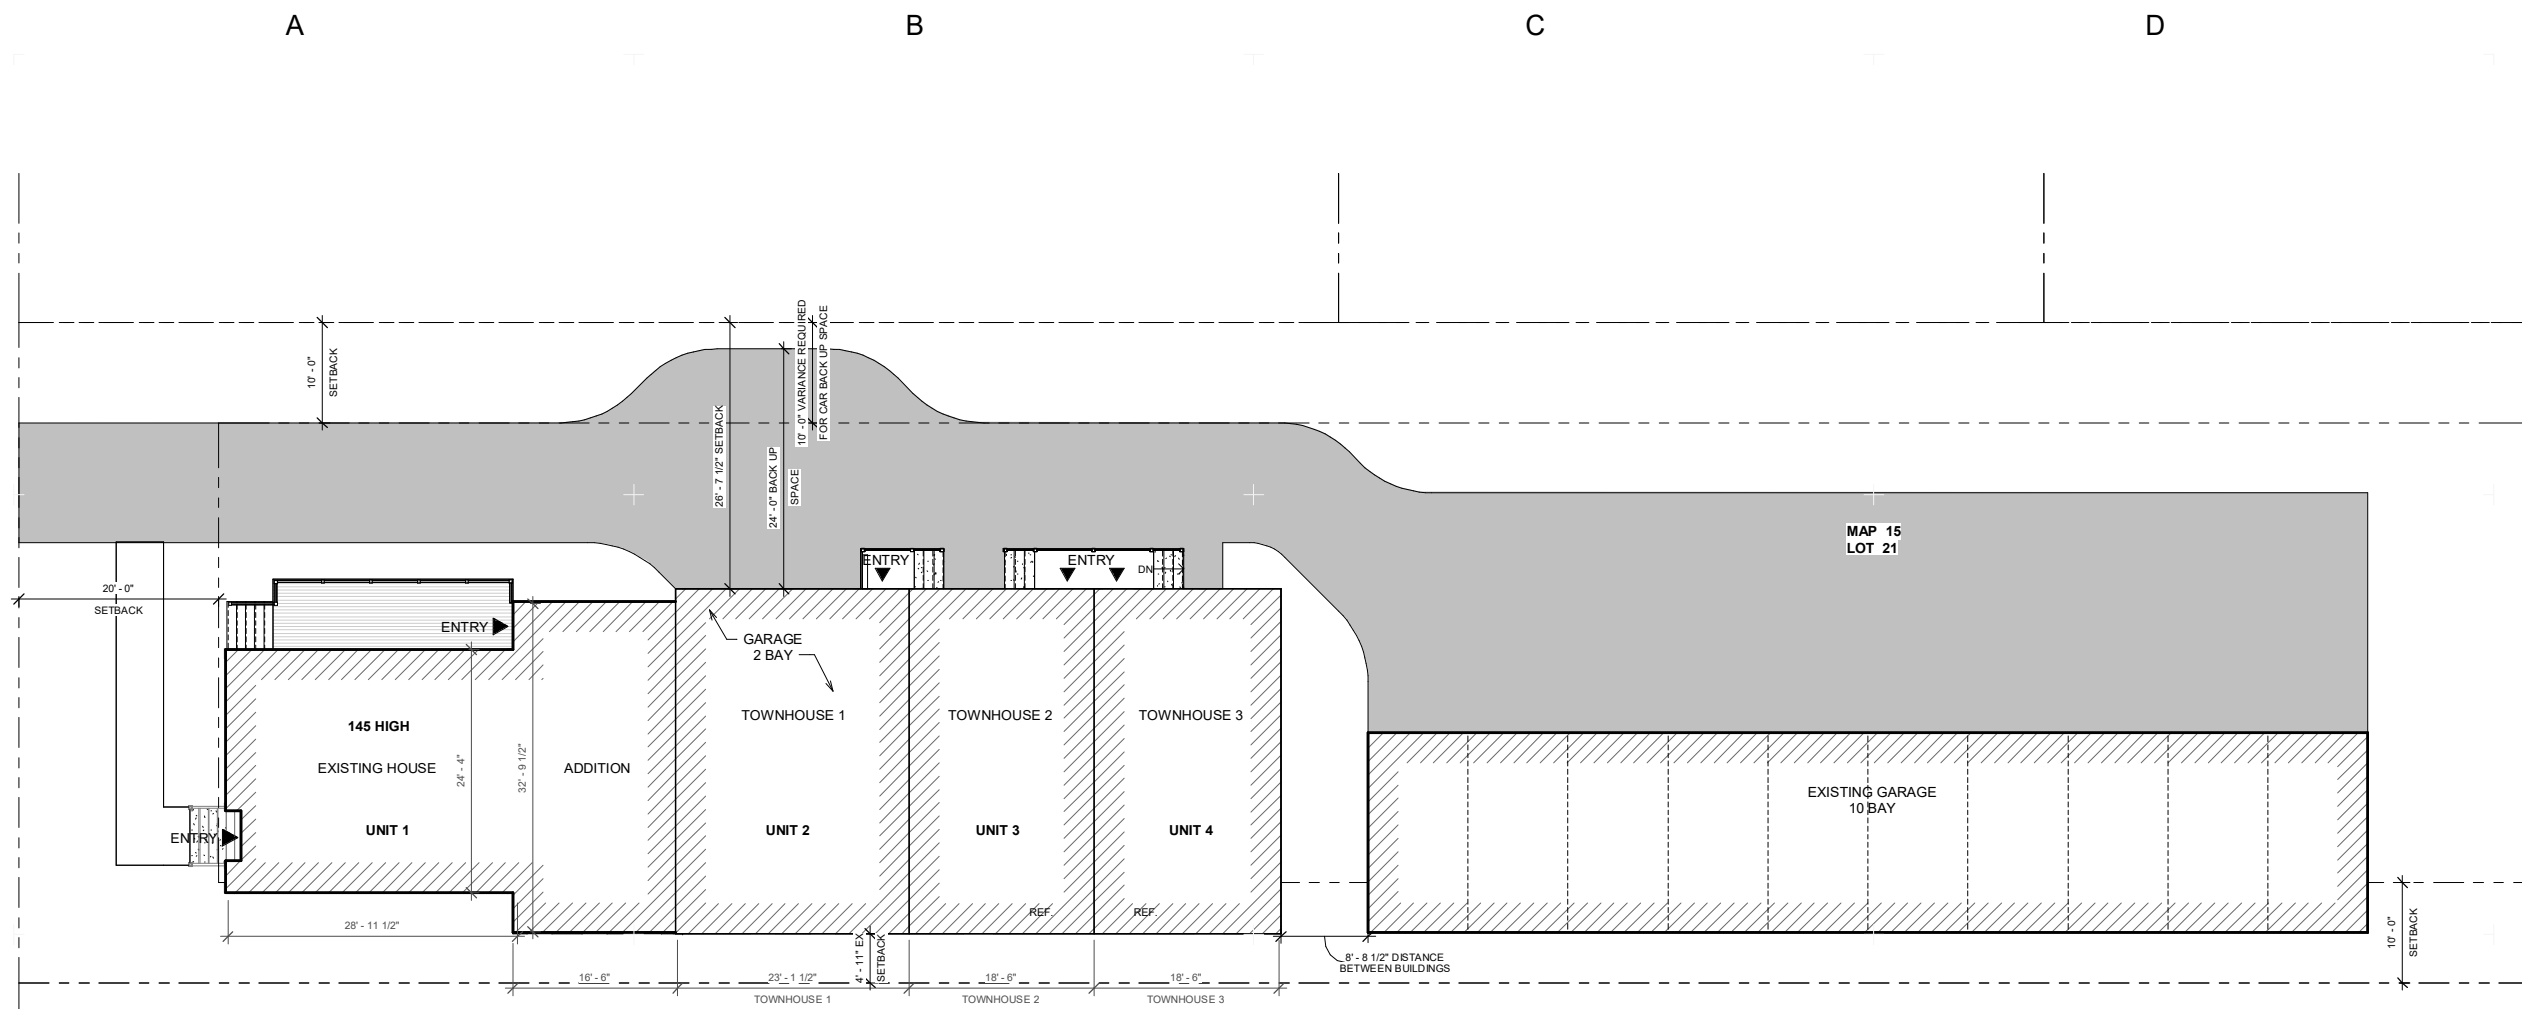 A
B
C
D
10' - 0"
SETBACK
26' - 7 1/2" SETBACK
24' - 0" BACK UP
SPACE
10' - 0" VARIANCE REQUIRED
FOR CAR BACK UP SPACE
MAP 15
LOT 21
ENTRY
ENTRY
DN
20' - 0"
SETBACK
ENTRY
GARAGE
2 BAY
TOWNHOUSE 1
TOWNHOUSE 2
TOWNHOUSE 3
145 HIGH
EXISTING HOUSE
24' - 4"
32' - 9 1/2"
ADDITION
EXISTING GARAGE
10 BAY
ENTRY
UNIT 1
UNIT 2
UNIT 3
UNIT 4
REF.
REF.
28' - 11 1/2"
4' - 11" EX
SETBACK
10' - 0"
SETBACK
8' - 8 1/2" DISTANCE
BETWEEN BUILDINGS
16' - 6"
23' - 1 1/2"
18' - 6"
18' - 6"
TOWNHOUSE 1
TOWNHOUSE 2
TOWNHOUSE 3